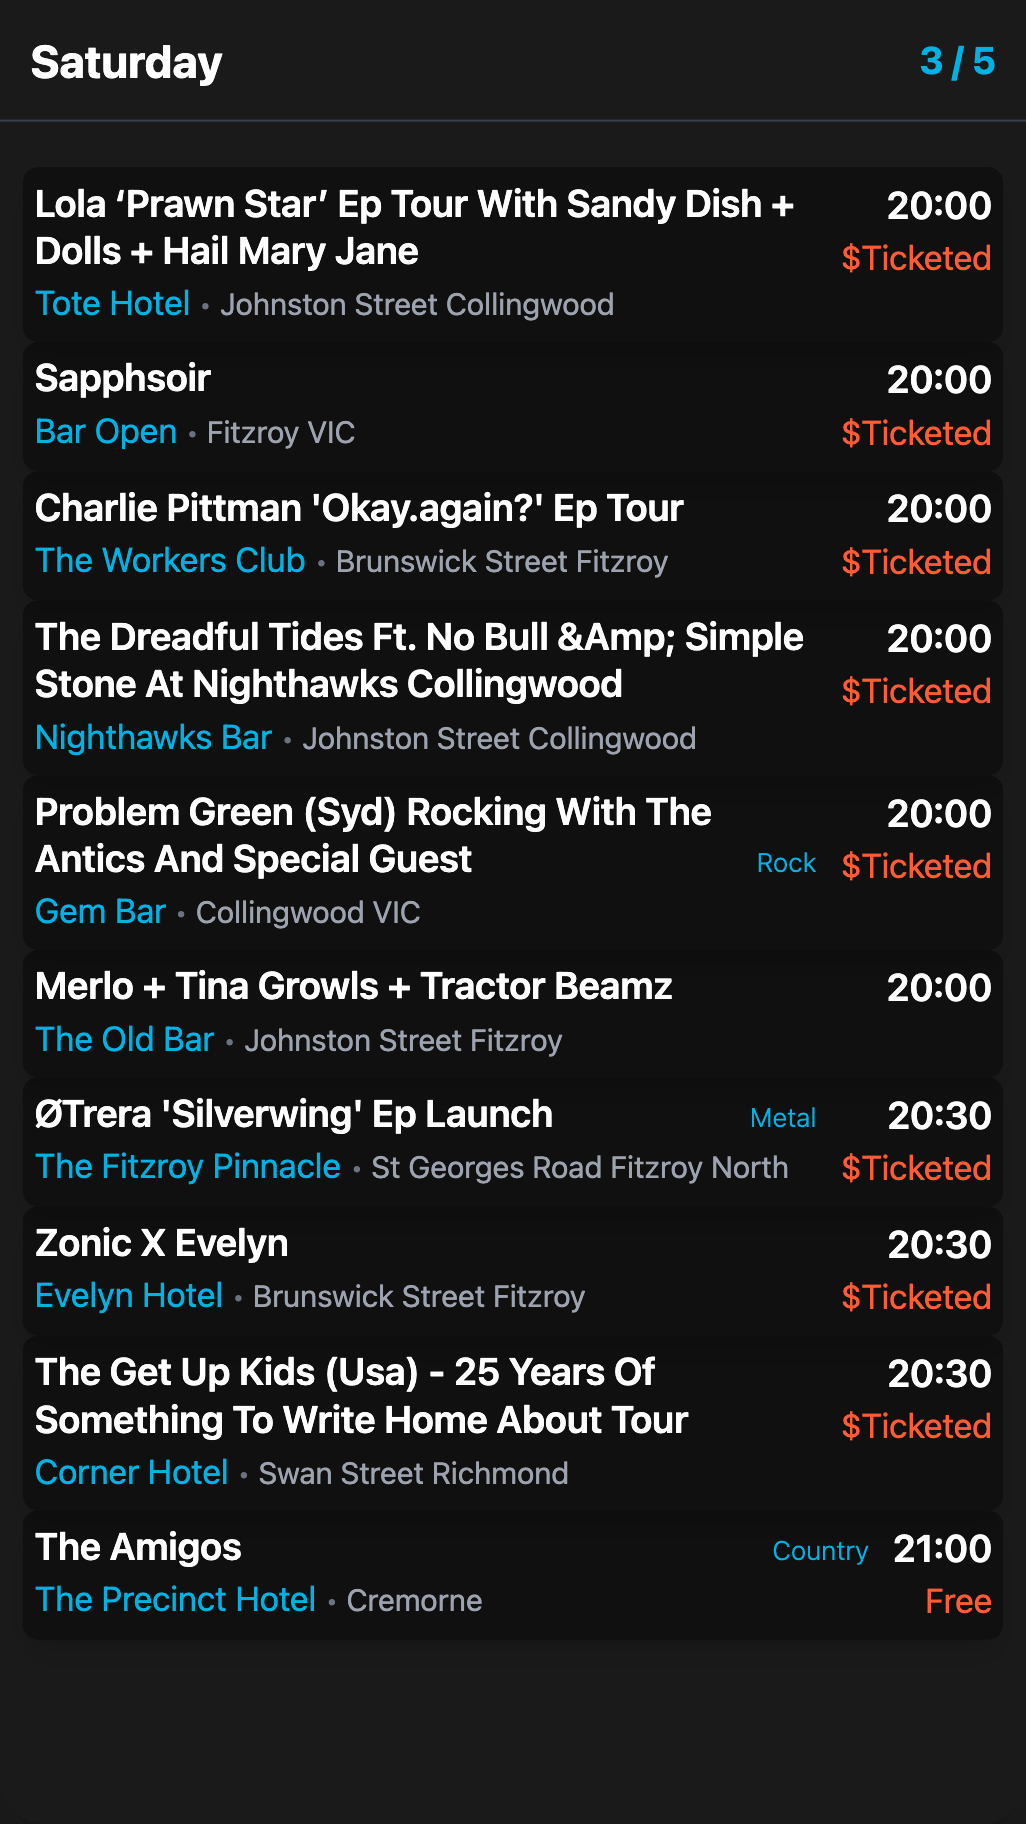 Saturday 3 / 5
Lola ‘Prawn Star’ Ep Tour With Sandy Dish + 20:00
Dolls + Hail Mary Jane $Ticketed
Tote Hotel • Johnston Street Collingwood
Sapphsoir 20:00
Bar Open • Fitzroy VIC $Ticketed
Charlie Pittman 'Okay.again?' Ep Tour 20:00
The Workers Club • Brunswick Street Fitzroy $Ticketed
The Dreadful Tides Ft. No Bull &Amp; Simple 20:00
Stone At Nighthawks Collingwood $Ticketed
Nighthawks Bar • Johnston Street Collingwood
Problem Green (Syd) Rocking With The 20:00
Antics And Special Guest Rock $Ticketed
Gem Bar • Collingwood VIC
Merlo + Tina Growls + Tractor Beamz 20:00
The Old Bar • Johnston Street Fitzroy
ØTrera 'Silverwing' Ep Launch Metal 20:30
The Fitzroy Pinnacle • St Georges Road Fitzroy North $Ticketed
Zonic X Evelyn 20:30
Evelyn Hotel • Brunswick Street Fitzroy $Ticketed
The Get Up Kids (Usa) - 25 Years Of 20:30
Something To Write Home About Tour $Ticketed
Corner Hotel • Swan Street Richmond
The Amigos Country 21:00
The Precinct Hotel • Cremorne Free